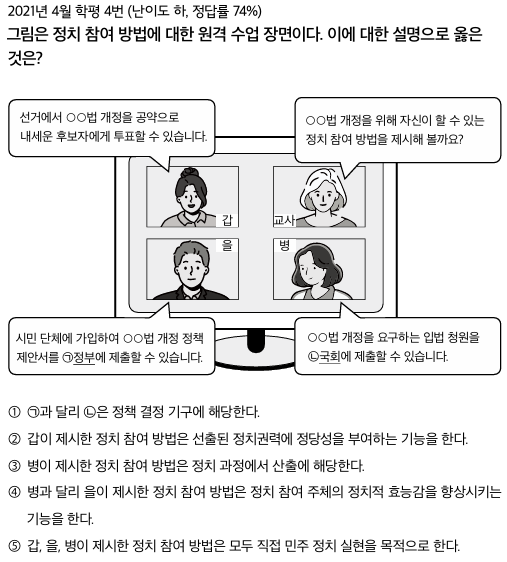 2021년 4월 학평 4번 (난이도 하, 정답률 74%)
그림은 정치 참여 방법에 대한 원격 수업 장면이다. 이에 대한 설명으로 옳은
것은?
선거에서 ○○법 개정을 공약으로
내세운 후보자에게 투표할 수 있습니다.
○○법 개정을 위해 자신이 할 수 있는
정치 참여 방법을 제시해 볼까요?
갑
교사
을
병
시민 단체에 가입하여 ○○법 개정 정책
제안서를 ㉠정부에 제출할 수 있습니다.
○○법 개정을 요구하는 입법 청원을
㉡국회에 제출할 수 있습니다.
① ㉠과 달리 ㉡은 정책 결정 기구에 해당한다.
② 갑이 제시한 정치 참여 방법은 선출된 정치권력에 정당성을 부여하는 기능을 한다.
③ 병이 제시한 정치 참여 방법은 정치 과정에서 산출에 해당한다.
④ 병과 달리 을이 제시한 정치 참여 방법은 정치 참여 주체의 정치적 효능감을 향상시키는
기능을 한다.
⑤ 갑, 을, 병이 제시한 정치 참여 방법은 모두 직접 민주 정치 실현을 목적으로 한다.